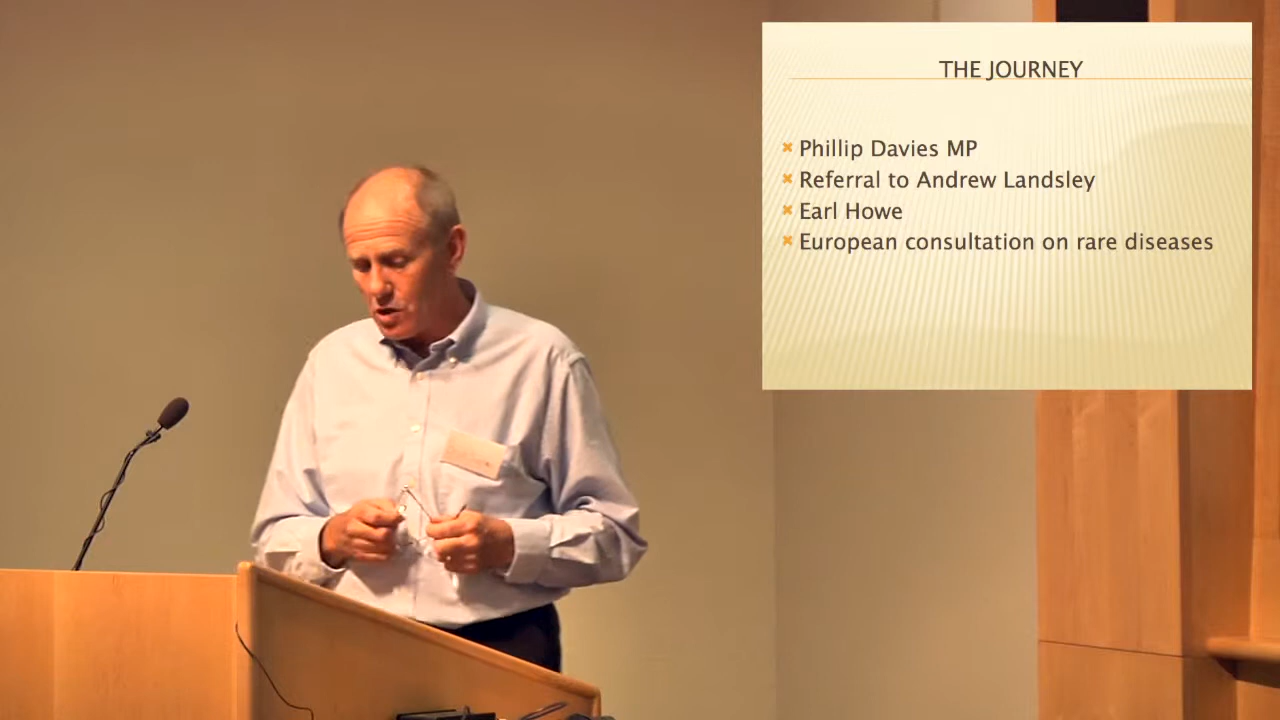 THE JOURNEY
Phillip Davies MP
Referral to Andrew Landsley
Earl Howe
European consultation on rare diseases